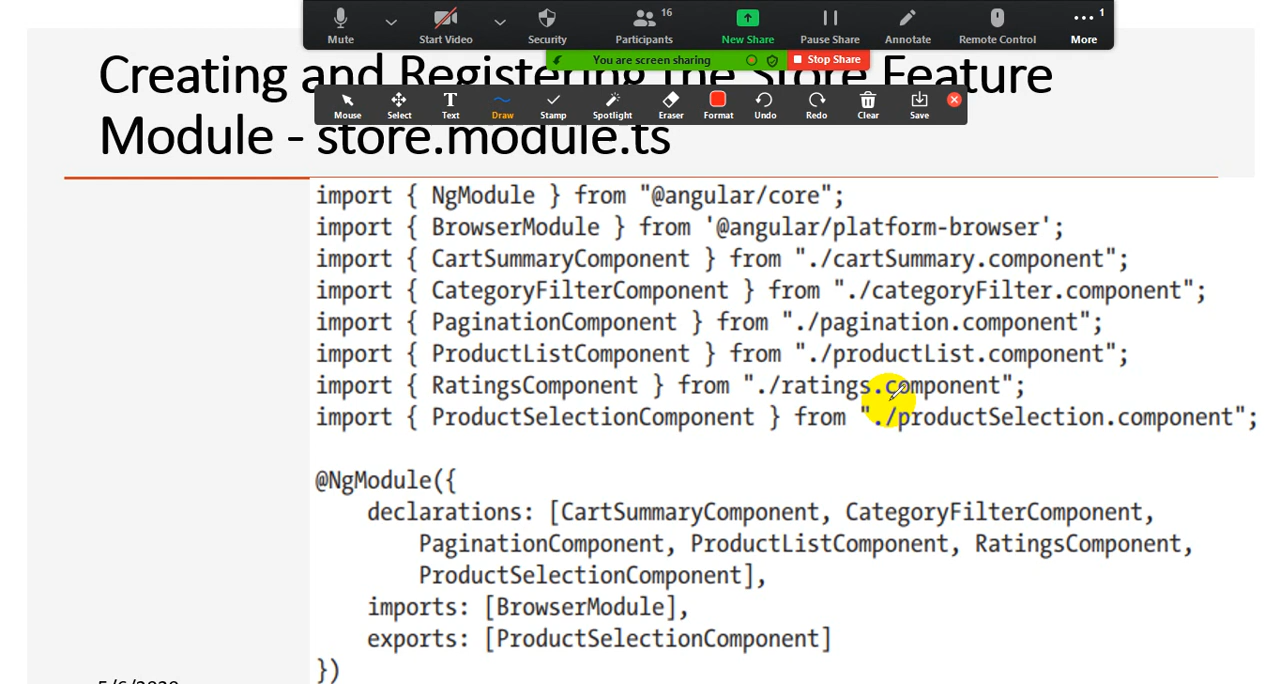 Mute
Start Video
Security
Participants
16
New Share
Pause Share
Annotate
Remote Control
More
1
You are screen sharing
Stop Share
Creating and Registering The Store Feature
Mouse
Select
Text
Draw
Stamp
Spotlight
Eraser
Format
Undo
Redo
Clear
Save
Module - store.module.ts
import { NgModule } from "@angular/core";
import { BrowserModule } from '@angular/platform-browser';
import { CartSummaryComponent } from "./cartSummary.component";
import { CategoryFilterComponent } from "./categoryFilter.component";
import { PaginationComponent } from "./pagination.component";
import { ProductListComponent } from "./productList.component";
import { RatingsComponent } from "./ratings.component";
import { ProductSelectionComponent } from "./productSelection.component";
@NgModule({
declarations: [CartSummaryComponent, CategoryFilterComponent,
PaginationComponent, ProductListComponent, RatingsComponent,
ProductSelectionComponent],
imports: [BrowserModule],
exports: [ProductSelectionComponent]
})